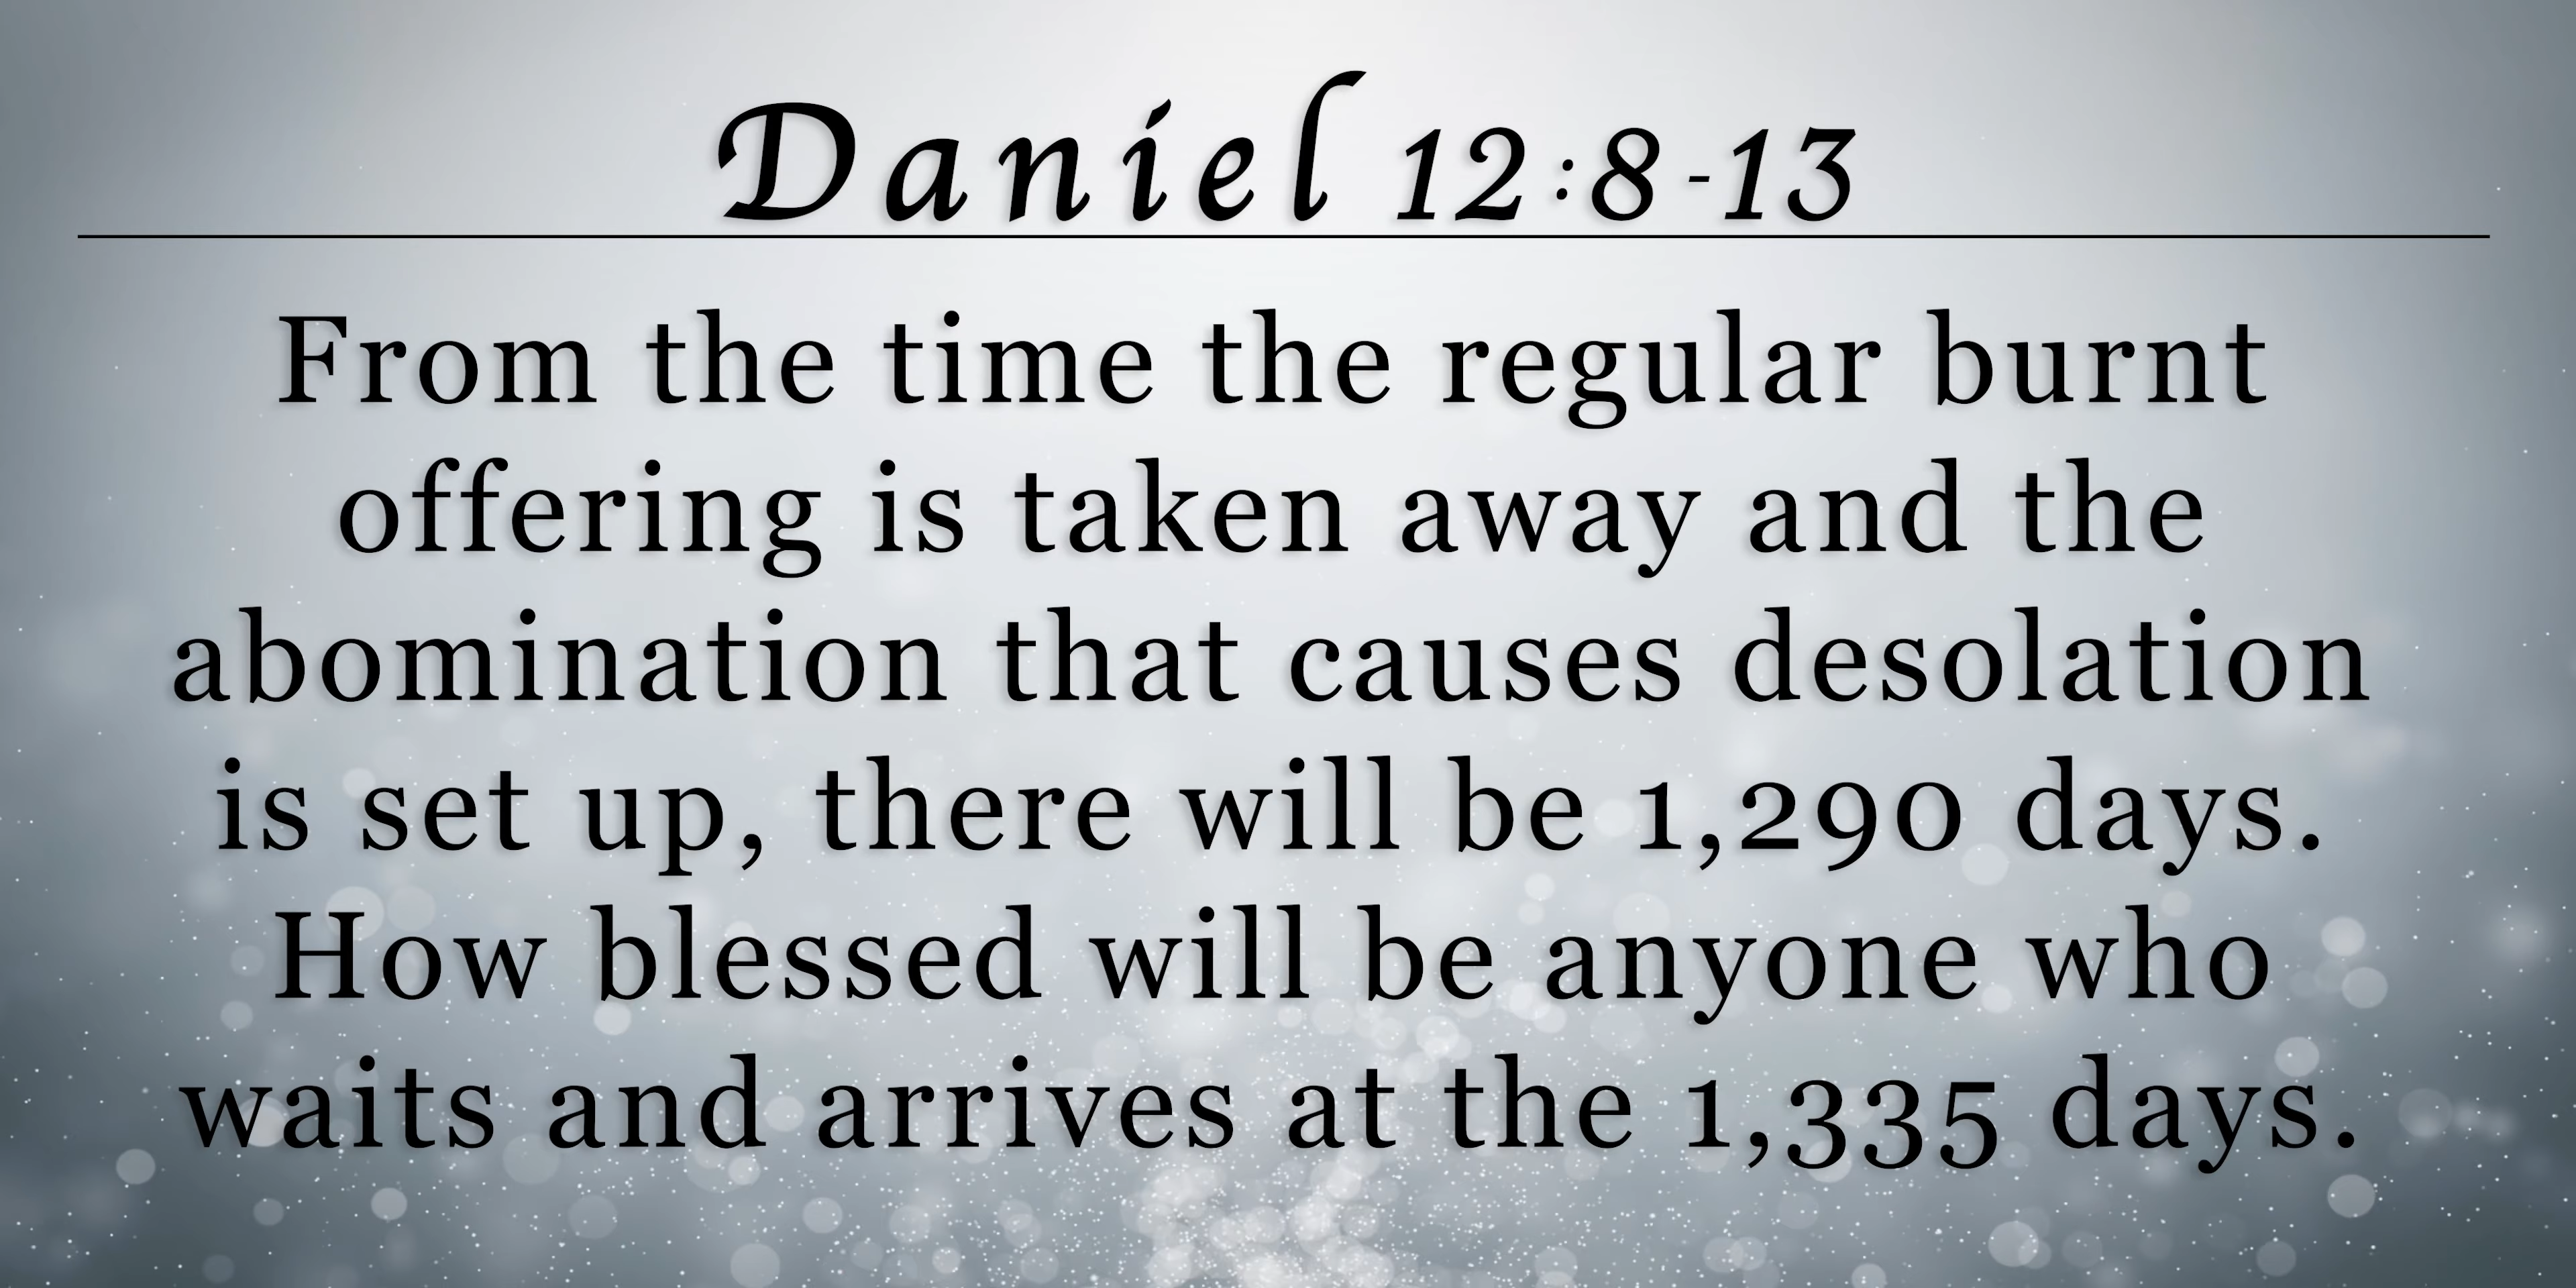 Daniel 12:8-13
From the time the regular burnt
offering is taken away and the
abomination that causes desolation
is set up, there will be 1,290 days.
How blessed will be anyone who
waits and arrives at the 1,335 days.